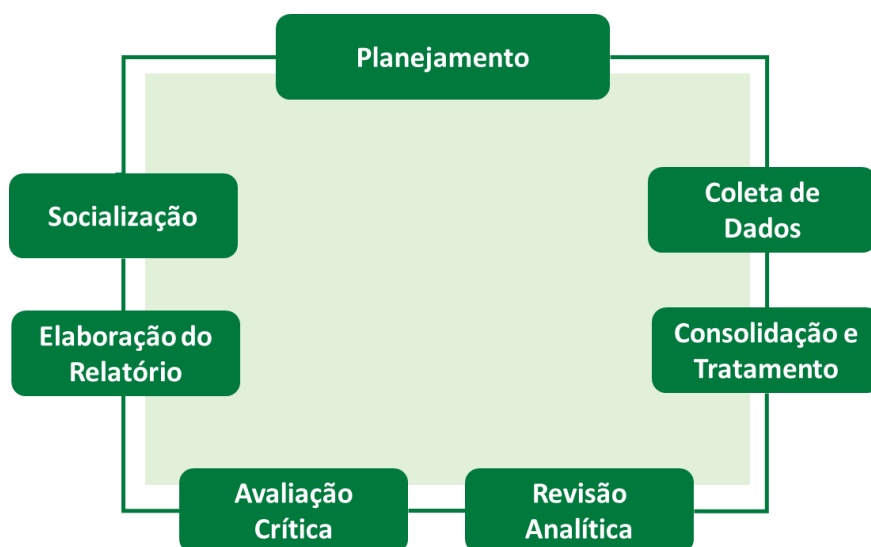 Planejamento
Coleta de
Dados
Consolidação e
Tratamento
Revisão
Analítica
Avaliação
Crítica
Elaboração do
Relatório
Socialização